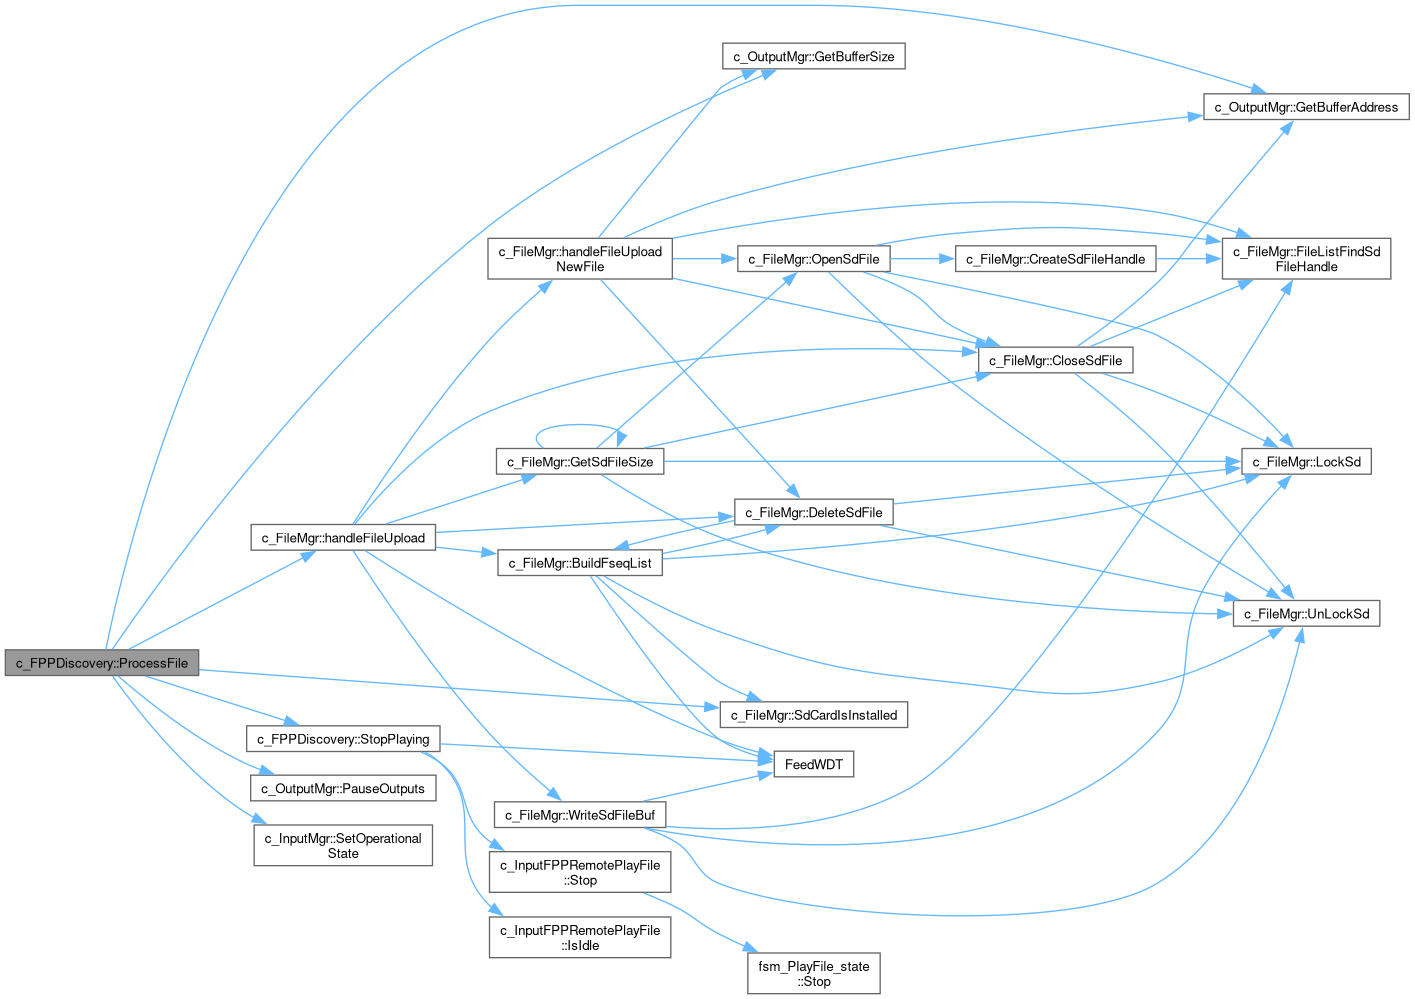 c_OutputMgr::GetBufferSize
c_OutputMgr::GetBufferAddress
c_FileMgr::handleFileUpload
NewFile
c_FileMgr::OpenSdFile
c_FileMgr::CreateSdFileHandle
c_FileMgr::FileListFindSd
FileHandle
c_FileMgr::CloseSdFile
c_FileMgr::GetSdFileSize
c_FileMgr::LockSd
c_FileMgr::DeleteSdFile
c_FileMgr::handleFileUpload
c_FileMgr::BuildFseqList
c_FileMgr::UnLockSd
c_FPPDiscovery::ProcessFile
c_FileMgr::SdCardIsInstalled
c_FPPDiscovery::StopPlaying
FeedWDT
c_OutputMgr::PauseOutputs
c_FileMgr::WriteSdFileBuf
c_InputMgr::SetOperational
State
c_InputFPPRemotePlayFile
::Stop
c_InputFPPRemotePlayFile
::IsIdle
fsm_PlayFile_state
::Stop